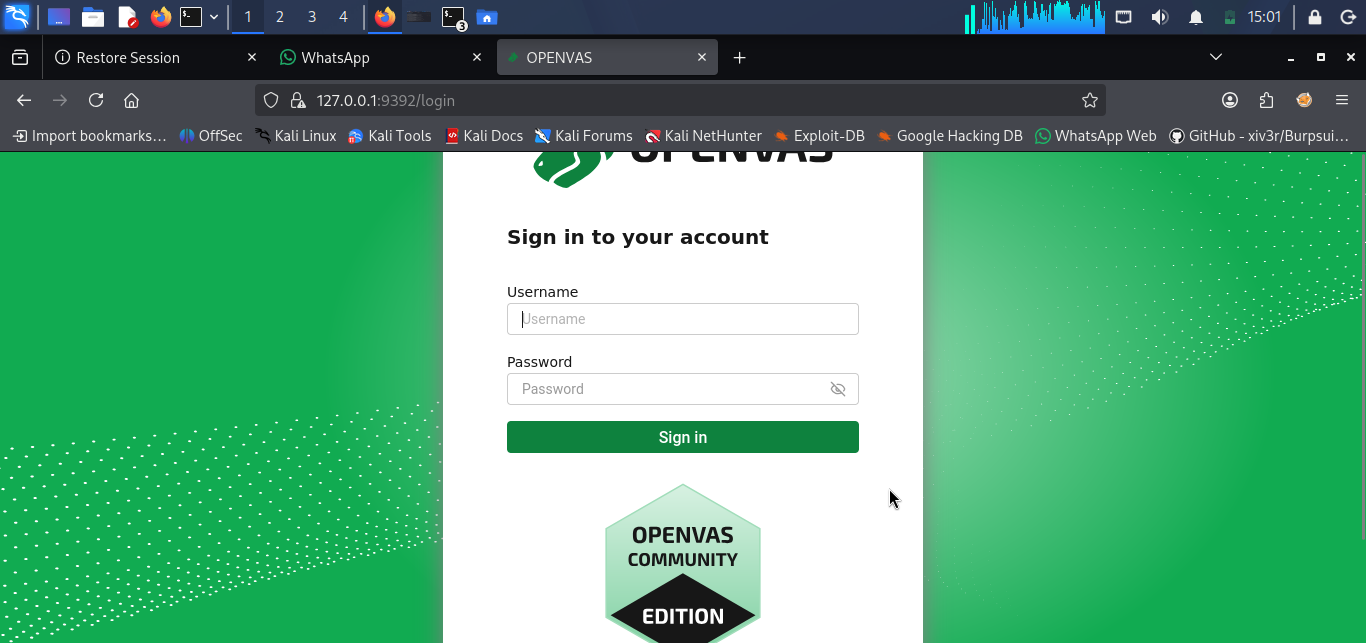 1 2 3 4 3 15:01
Restore Session WhatsApp OPENVAS
127.0.0.1:9392/login
Import bookmarks... OffSec Kali Linux Kali Tools Kali Docs Kali Forums Kali NetHunter Exploit-DB Google Hacking DB WhatsApp Web GitHub - xiv3r/Burpsui...
OPENVAS
Sign in to your account
Username
Username
Password
Password
Sign in
OPENVAS
COMMUNITY
EDITION